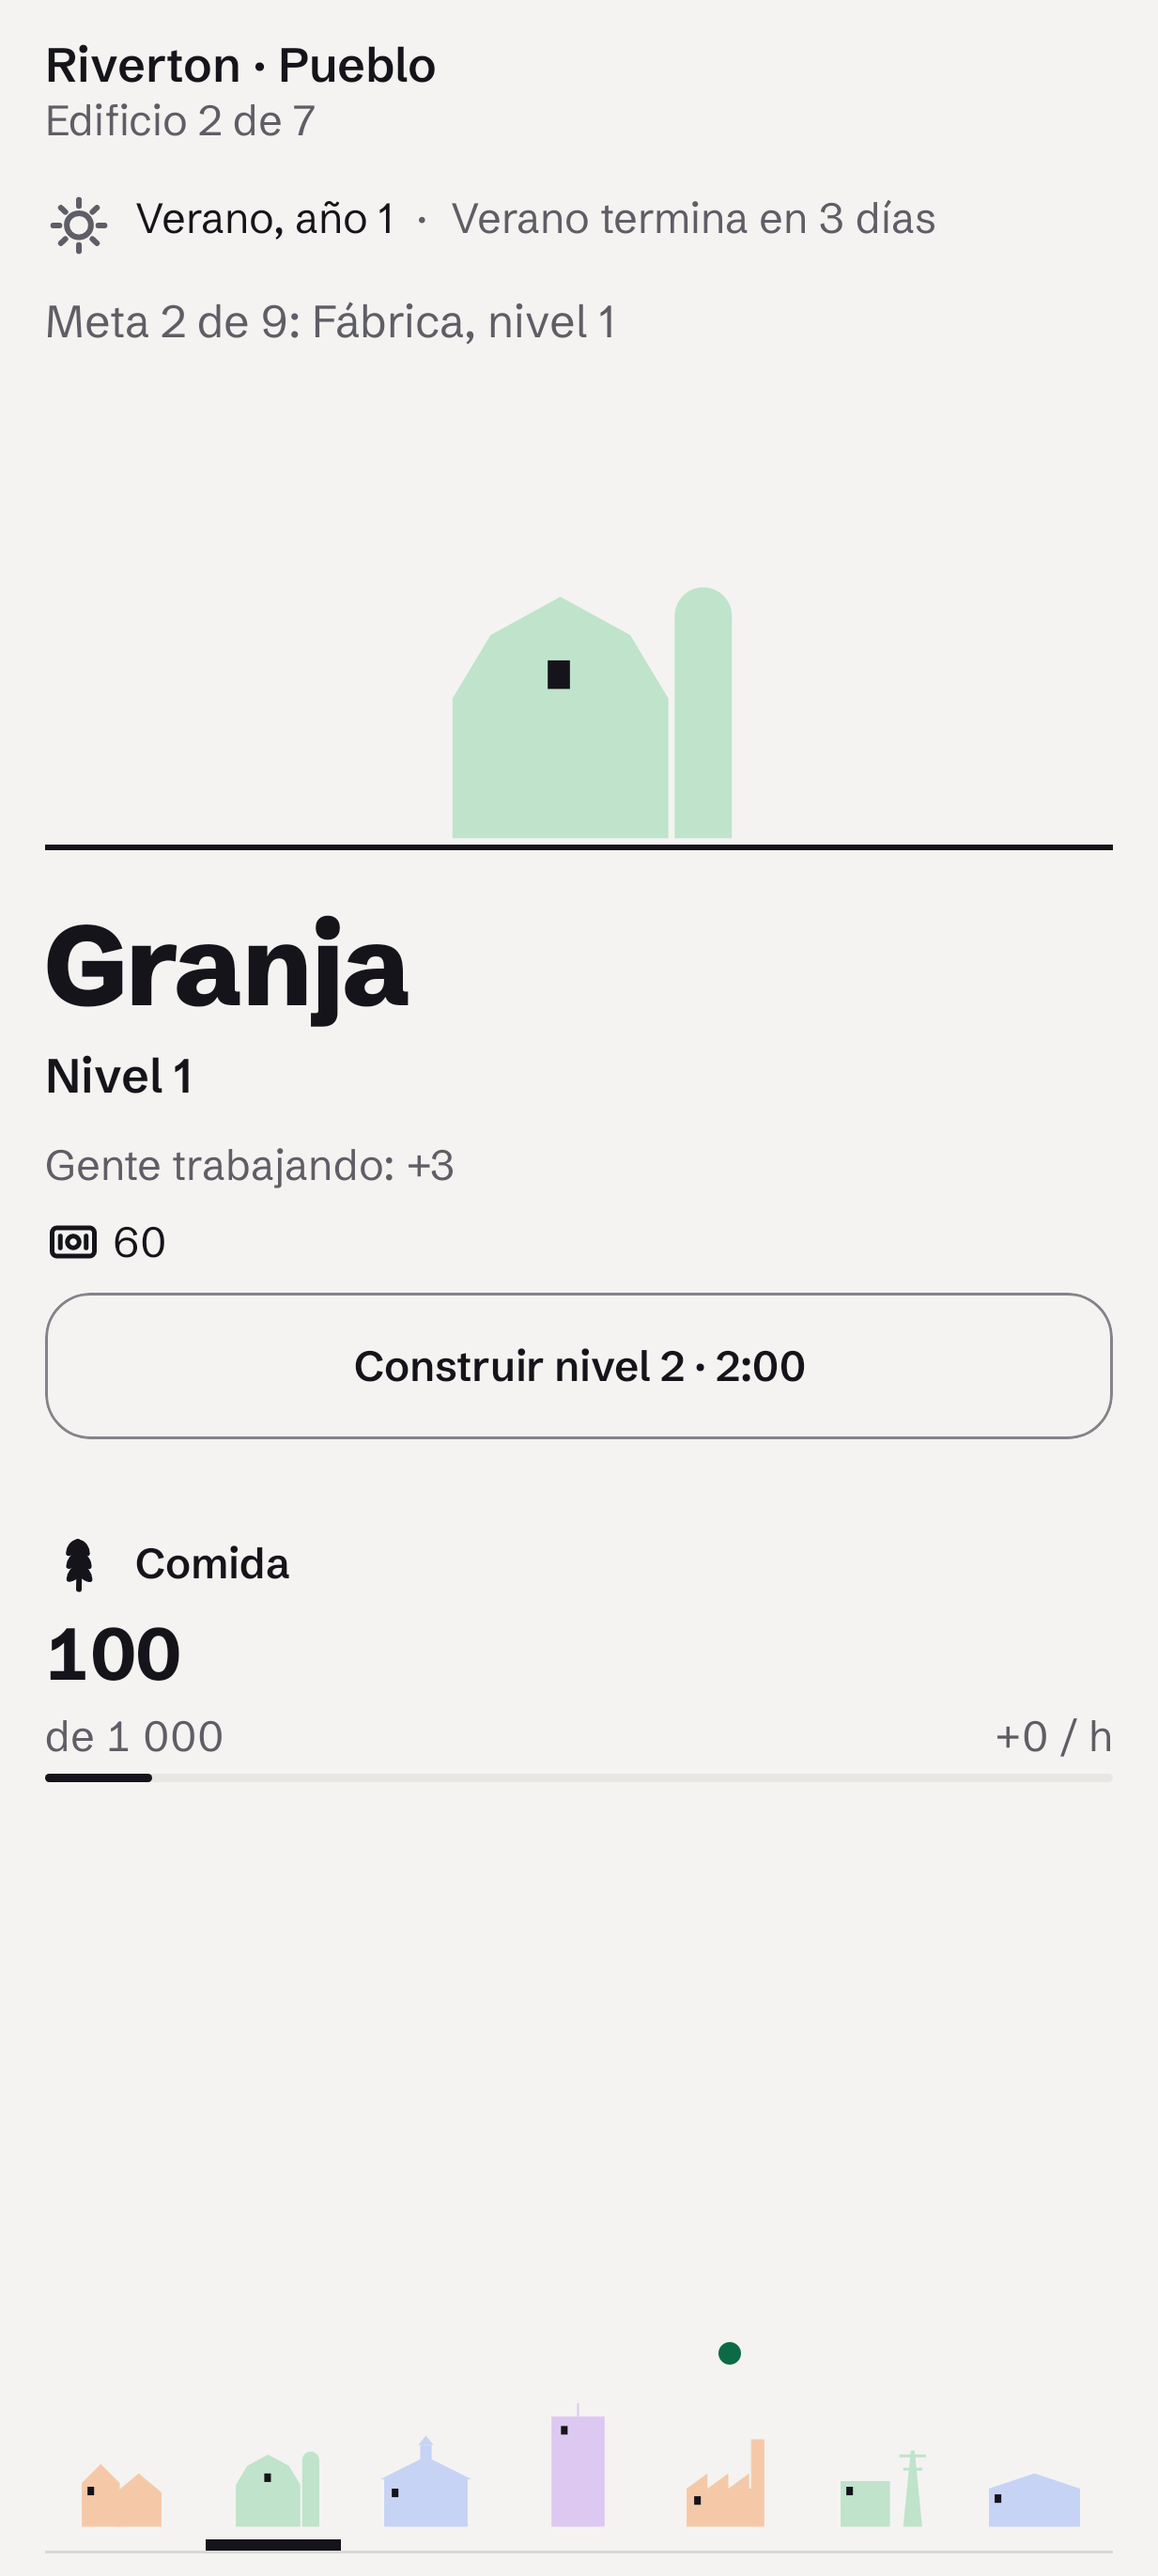 Riverton · Pueblo
Edificio 2 de 7
Verano, año 1 · Verano termina en 3 días
Meta 2 de 9: Fábrica, nivel 1
Granja
Nivel 1
Gente trabajando: +3
60
Construir nivel 2 · 2:00
Comida
100
de 1 000 +0 / h